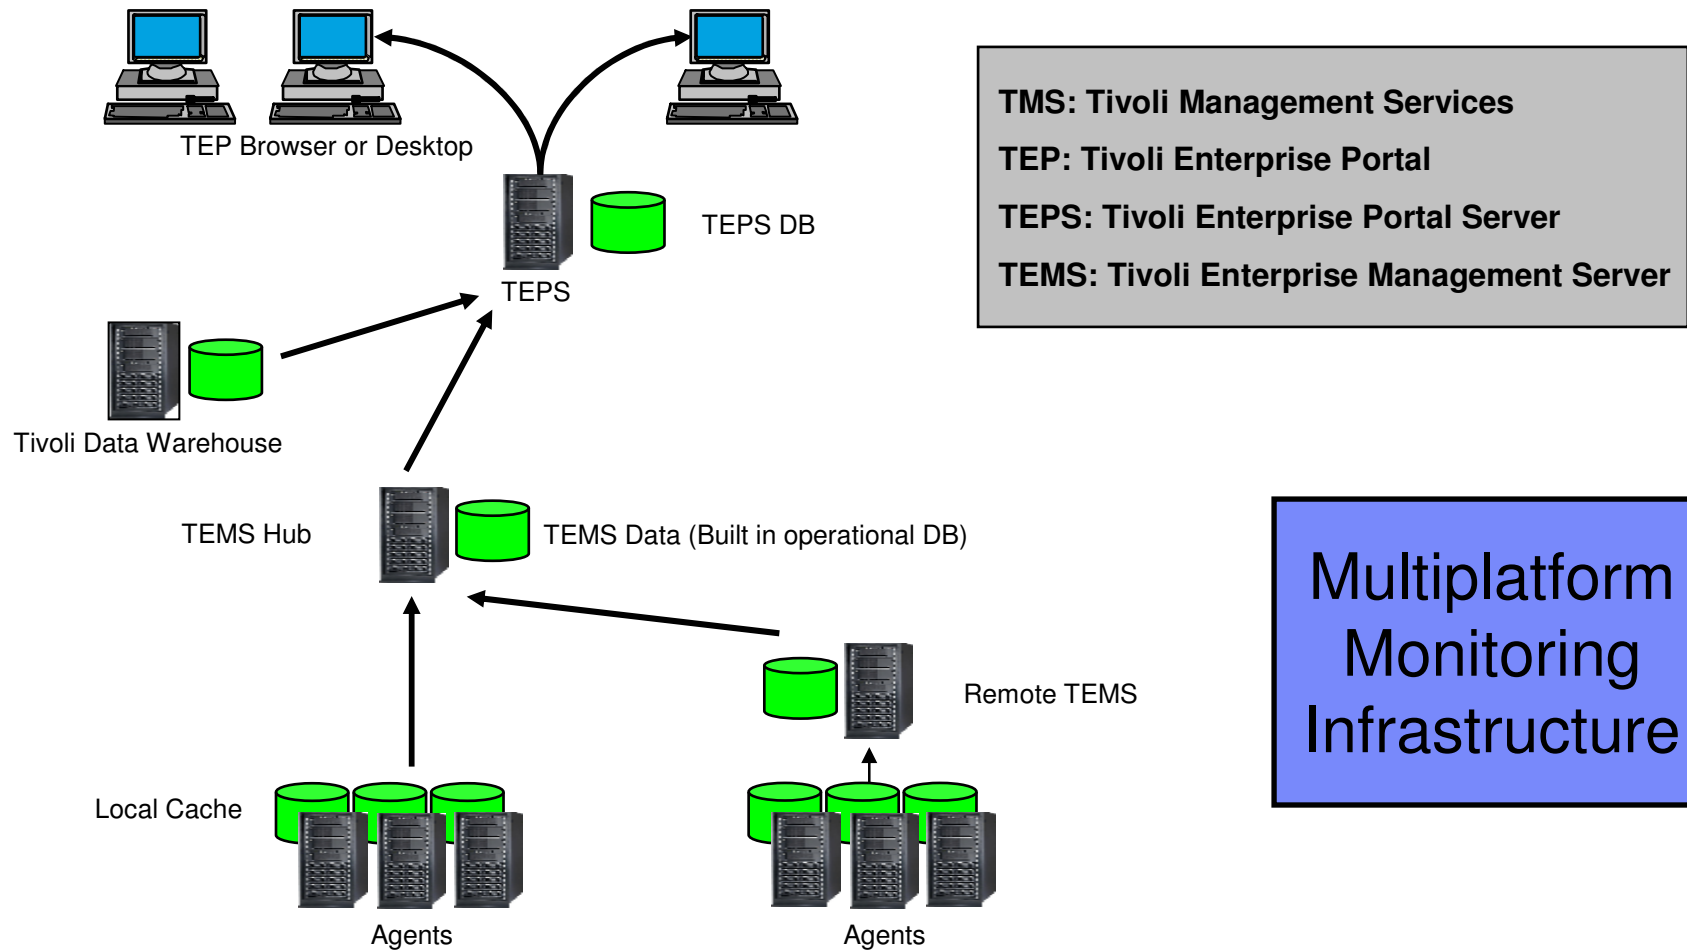 TEP Browser or Desktop
TEPS DB
TEPS
TMS: Tivoli Management Services
TEP: Tivoli Enterprise Portal
TEPS: Tivoli Enterprise Portal Server
TEMS: Tivoli Enterprise Management Server
Tivoli Data Warehouse
TEMS Hub
TEMS Data (Built in operational DB)
Multiplatform
Monitoring
Infrastructure
Remote TEMS
Local Cache
Agents
Agents